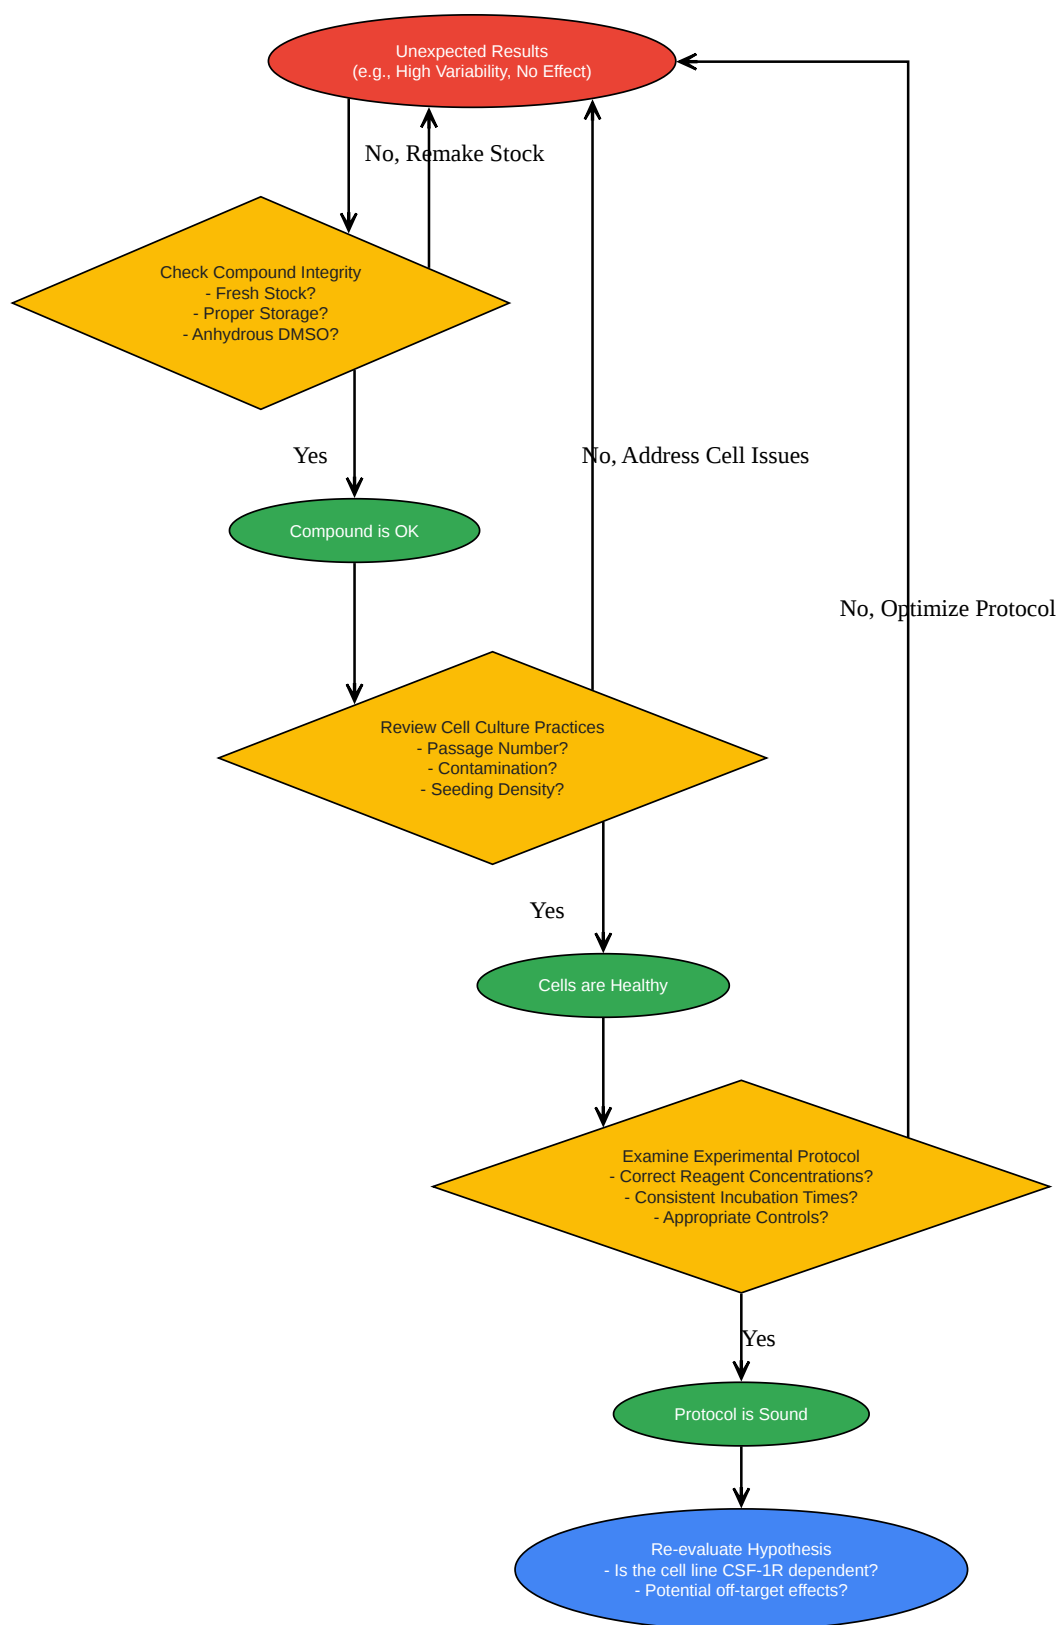 Unexpected Results
(e.g., High Variability, No Effect)
No, Remake Stock
Check Compound Integrity
- Fresh Stock?
- Proper Storage?
- Anhydrous DMSO?
Yes
No, Address Cell Issues
Compound is OK
No, Optimize Protocol
Review Cell Culture Practices
- Passage Number?
- Contamination?
- Seeding Density?
Yes
Cells are Healthy
Examine Experimental Protocol
- Correct Reagent Concentrations?
- Consistent Incubation Times?
- Appropriate Controls?
Yes
Protocol is Sound
Re-evaluate Hypothesis
- Is the cell line CSF-1R dependent?
- Potential off-target effects?